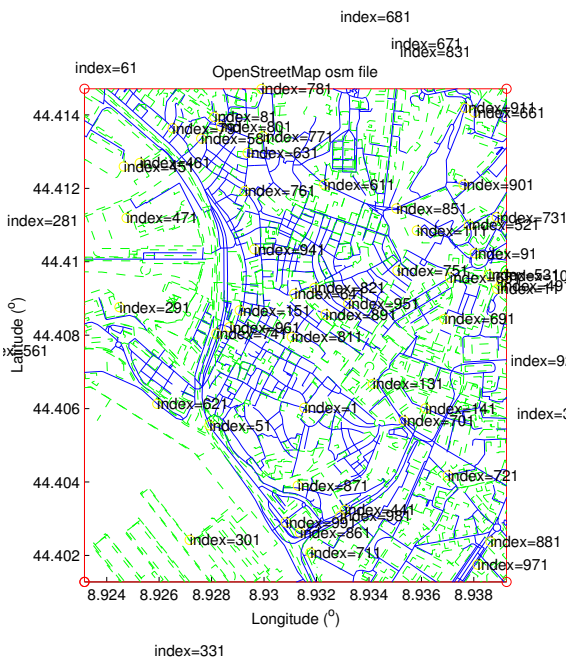 index=681
index=671
index=831
index=61
OpenStreetMap osm file
index=781
44.414
index=911
index=661
index=81
index=801
index=771
index=581
index=631
index=461
index=451
44.412
index=611
index=901
index=761
index=851
index=281
index=471
index=731
index=521
index=111
index=941
index=91
44.41
index=751
index=531
index=821
index=951
index=291
index=151
index=891
index=691
index=961
index=741
index=811
44.408
Latitude (°)
index=131
index=621
index=1
index=141
44.406
index=701
index=51
44.404
index=721
index=871
index=441
index=981
index=991
index=861
index=301
index=881
44.402
index=711
index=971
8.924
8.926
8.928
8.93
8.932
8.934
8.936
8.938
Longitude (°)
index=331